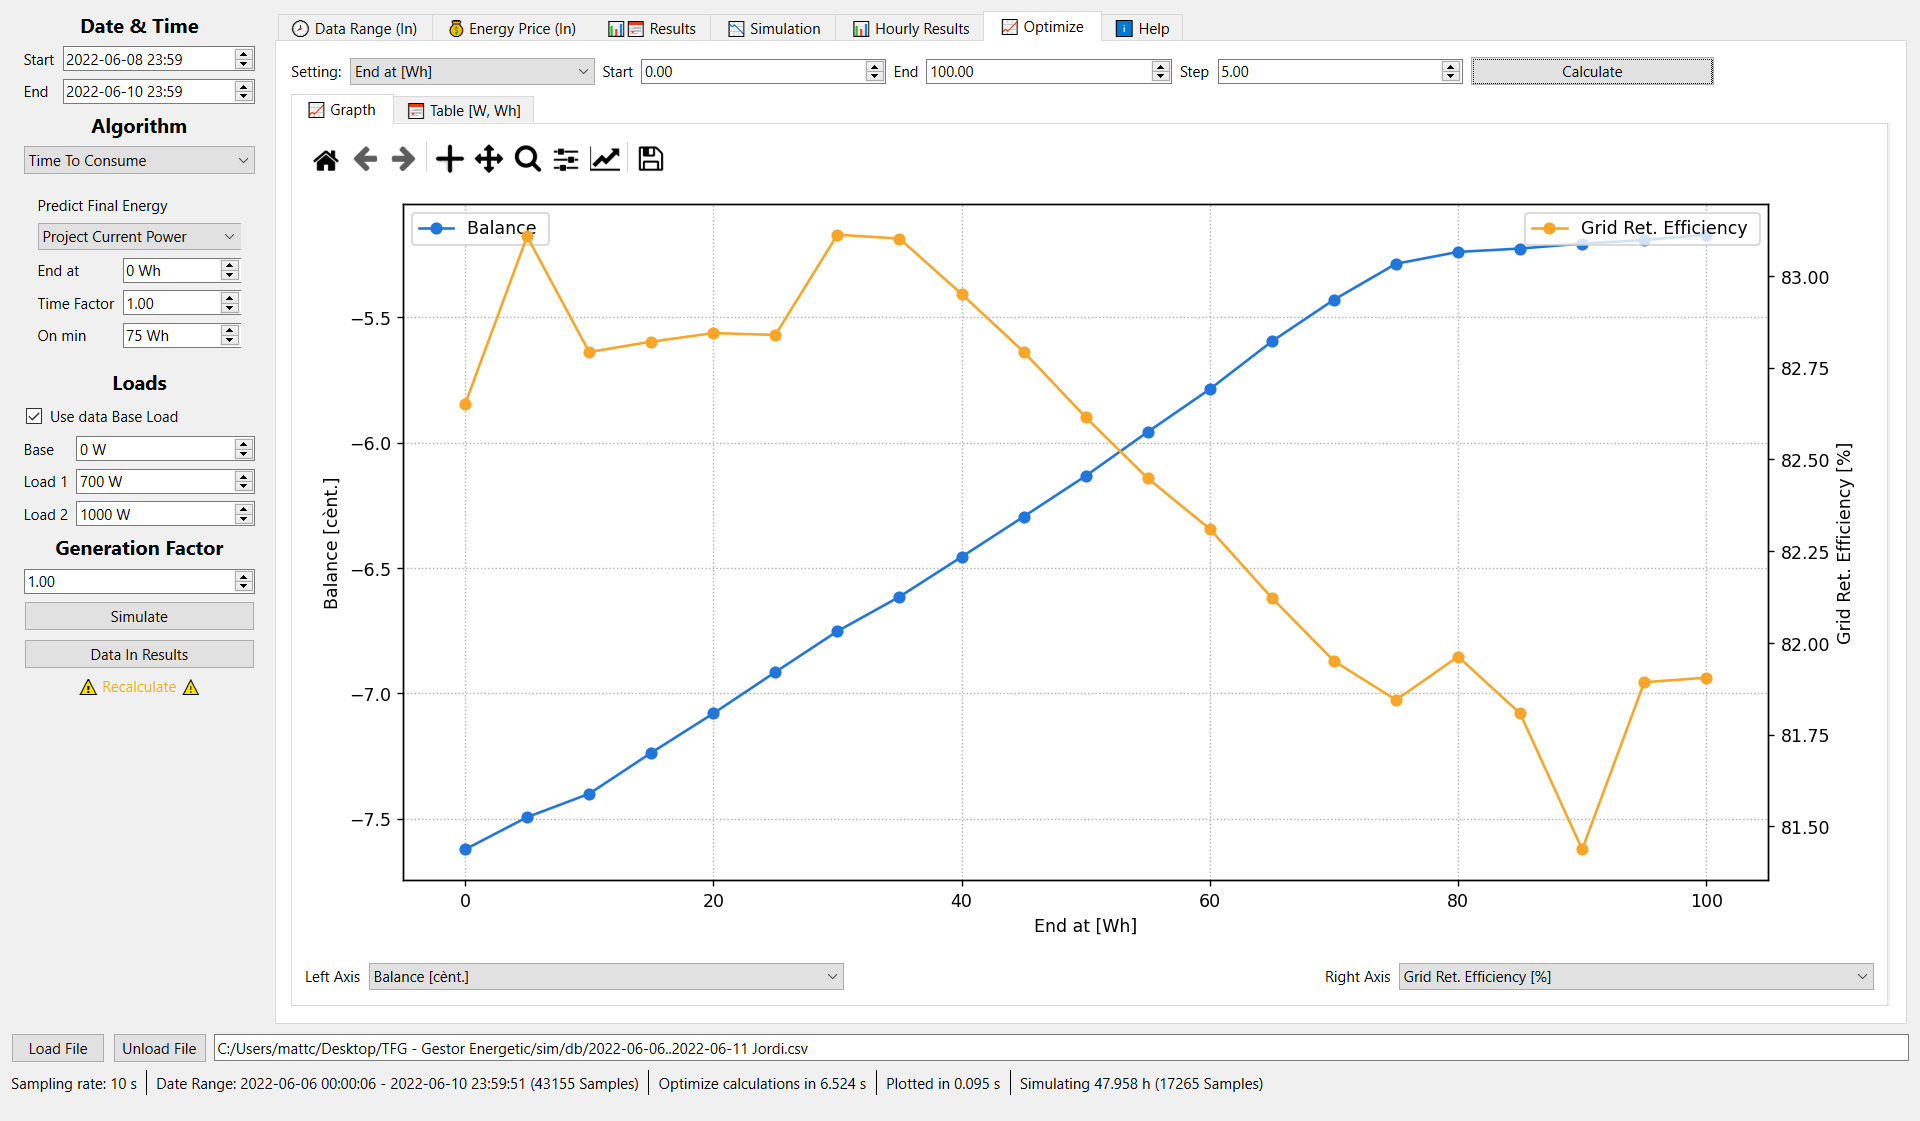 Date & Time
Start 2022-06-08 23:59
End 2022-06-10 23:59
Algorithm
Time To Consume
Predict Final Energy
Project Current Power
End at 0 Wh
Time Factor 1.00
On min 75 Wh
Loads
Use data Base Load
Base 0 W
Load 1 700 W
Load 2 1000 W
Generation Factor
1.00
Simulate
Data In Results
Recalculate
Data Range (In) Energy Price (In) Results Simulation Hourly Results Optimize Help
Setting: End at [Wh] Start 0.00 End 100.00 Step 5.00 Calculate
Grapth Table [W, Wh]
Balance
Grid Ret. Efficiency
Balance [cènt.]
−5.5
−6.0
−6.5
−7.0
−7.5
83.00
82.75
82.50
82.25
82.00
81.75
81.50
Grid Ret. Efficiency [%]
0 20 40 60 80 100
End at [Wh]
Left Axis Balance [cènt.] Right Axis Grid Ret. Efficiency [%]
Load File Unload File C:/Users/mattc/Desktop/TFG - Gestor Energetic/sim/db/2022-06-06..2022-06-11 Jordi.csv
Sampling rate: 10 s Date Range: 2022-06-06 00:00:06 - 2022-06-10 23:59:51 (43155 Samples) Optimize calculations in 6.524 s Plotted in 0.095 s Simulating 47.958 h (17265 Samples)